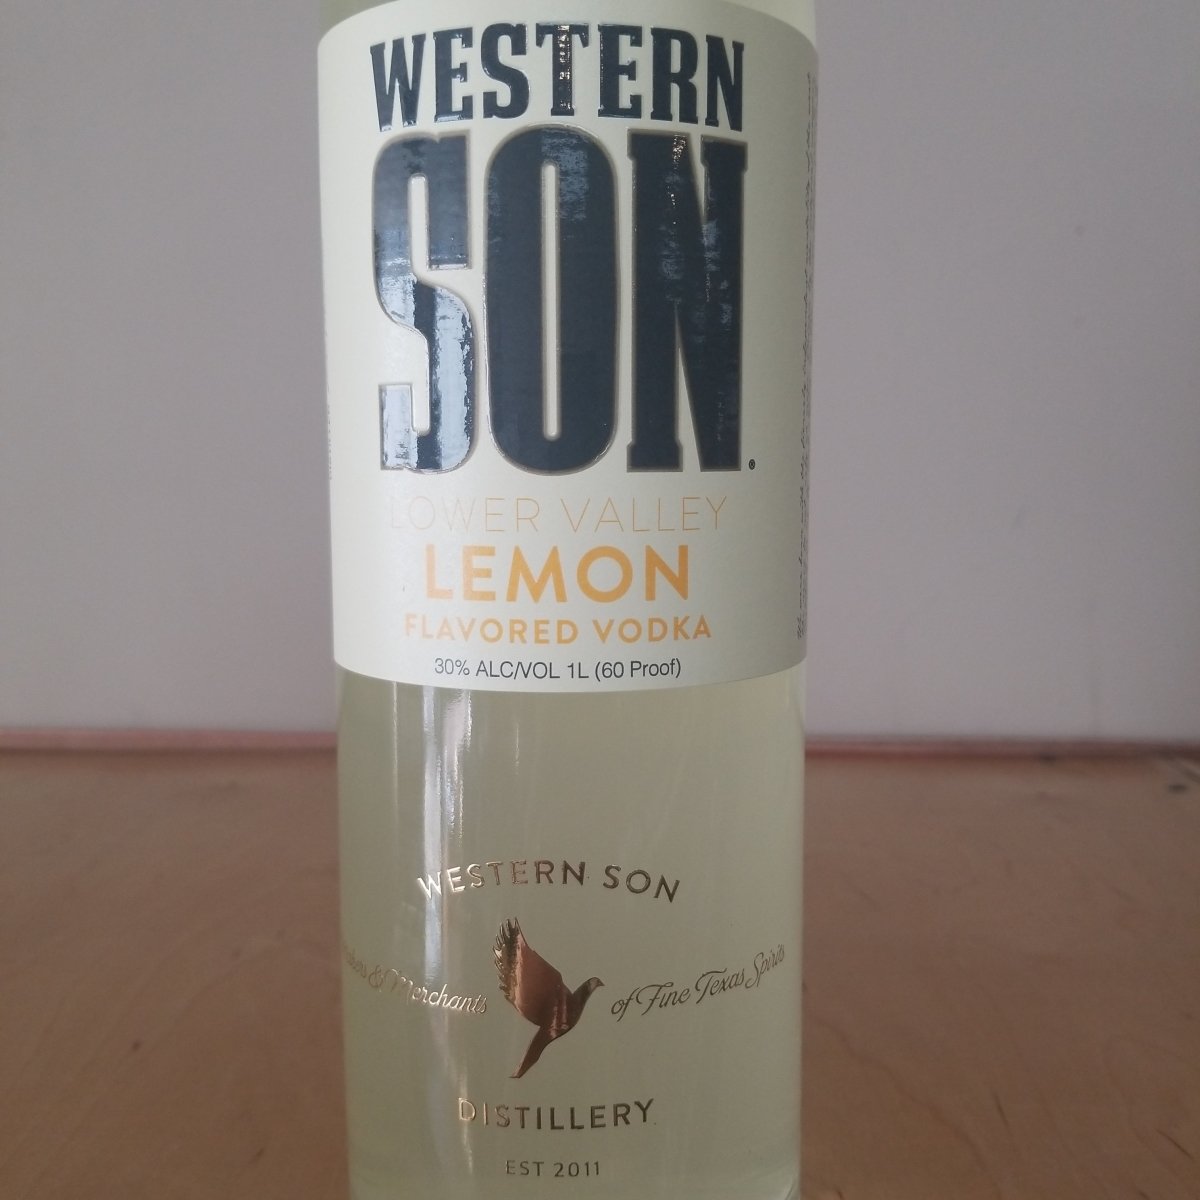 WESTERN
SON®
LOWER VALLEY
LEMON
FLAVORED VODKA
30% ALC/VOL 1L (60 Proof)
WESTERN SON
& Merchants of Fine Texas Spirits
DISTILLERY
EST 2011